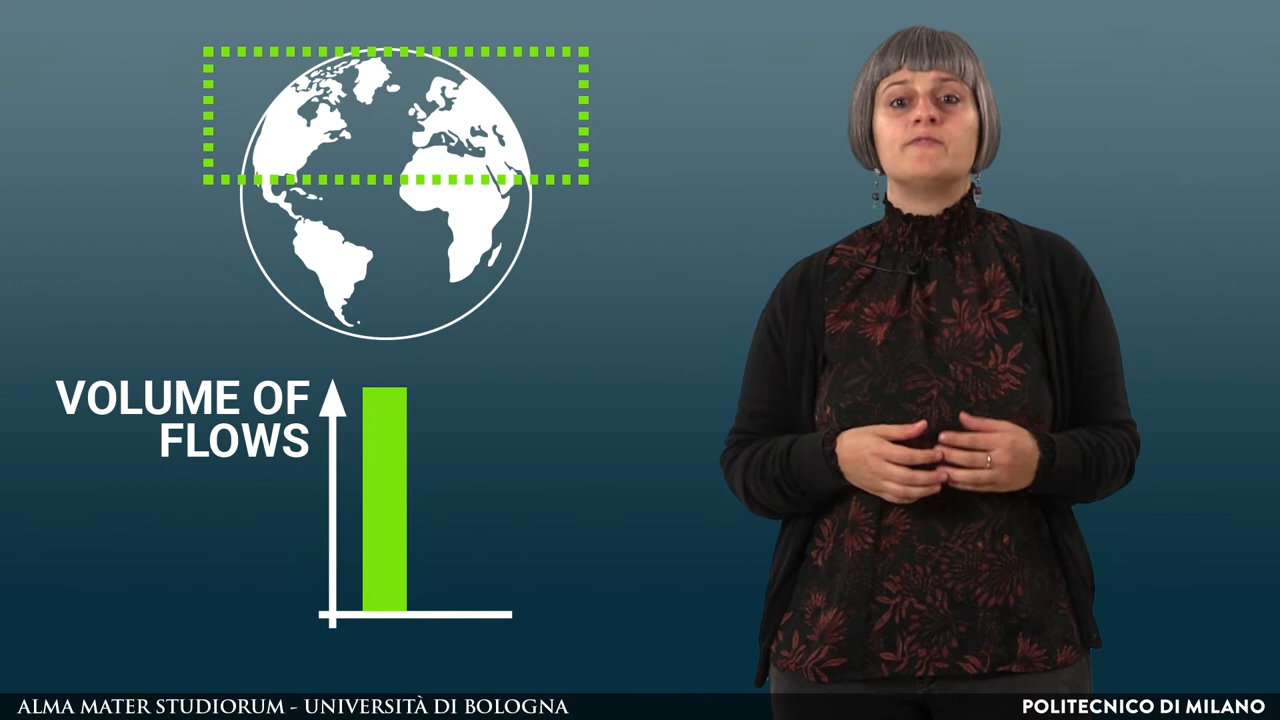 VOLUME OF
FLOWS
ALMA MATER STUDIORUM - UNIVERSITÀ DI BOLOGNA
POLITECNICO DI MILANO